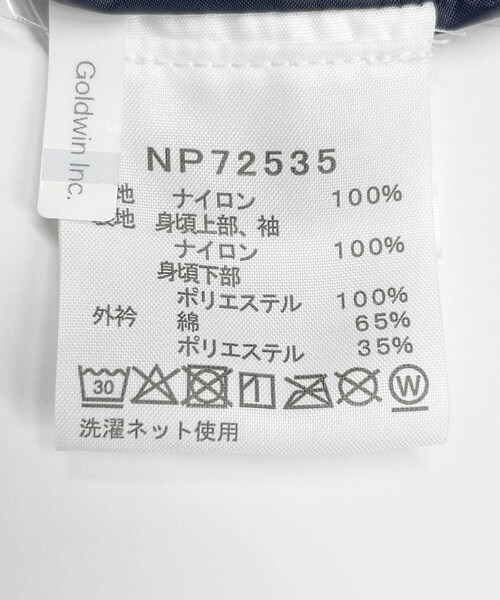 Goldwin Inc.
NP72535
地 ナイロン 100%
裏地 身頃上部、袖
ナイロン 100%
身頃下部
ポリエステル 100%
外衿 綿 65%
ポリエステル 35%
30 W
洗濯ネット使用